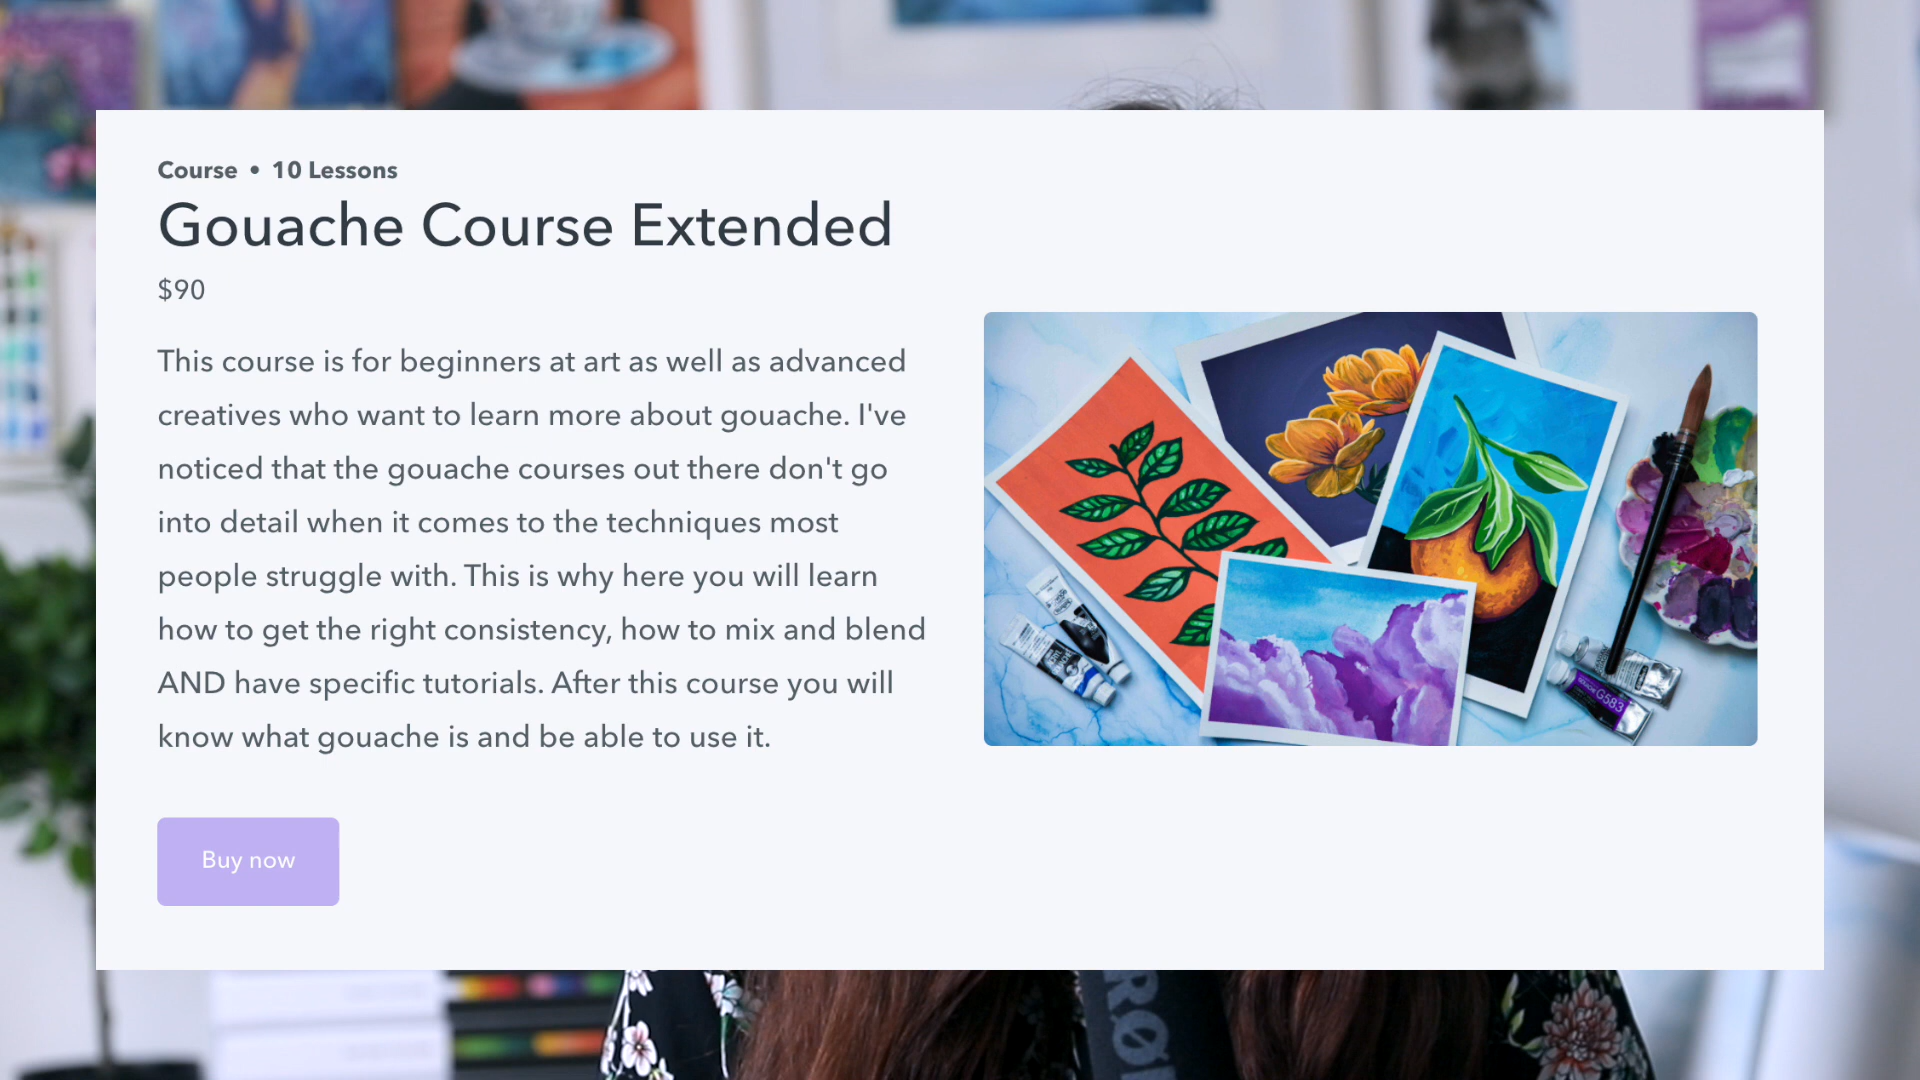 Course • 10 Lessons
Gouache Course Extended
$90
This course is for beginners at art as well as advanced
creatives who want to learn more about gouache. I've
noticed that the gouache courses out there don't go
into detail when it comes to the techniques most
people struggle with. This is why here you will learn
how to get the right consistency, how to mix and blend
AND have specific tutorials. After this course you will
know what gouache is and be able to use it.
G583
Buy now
RØ